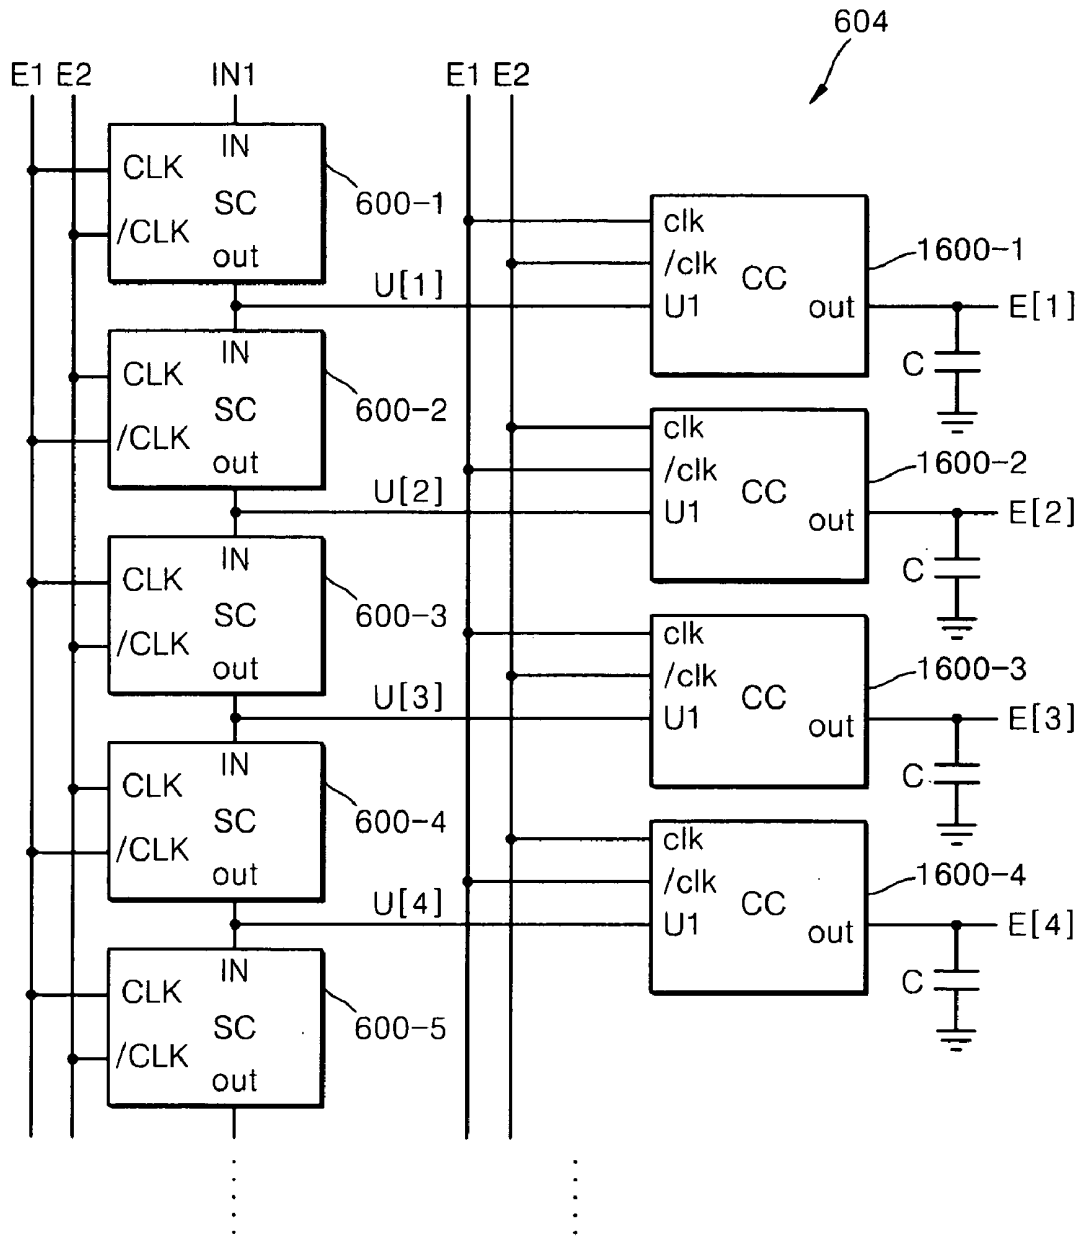 604
E1 E2 IN1 E1 E2
IN
CLK
SC
/CLK
out
600-1
clk
/clk
CC
U1
out
1600-1
U[1]
E[1]
C
IN
CLK
SC
/CLK
out
600-2
clk
/clk
CC
U1
out
1600-2
U[2]
E[2]
C
IN
CLK
SC
/CLK
out
600-3
clk
/clk
CC
U1
out
1600-3
U[3]
E[3]
C
IN
CLK
SC
/CLK
out
600-4
clk
/clk
CC
U1
out
1600-4
U[4]
E[4]
C
IN
CLK
SC
/CLK
out
600-5